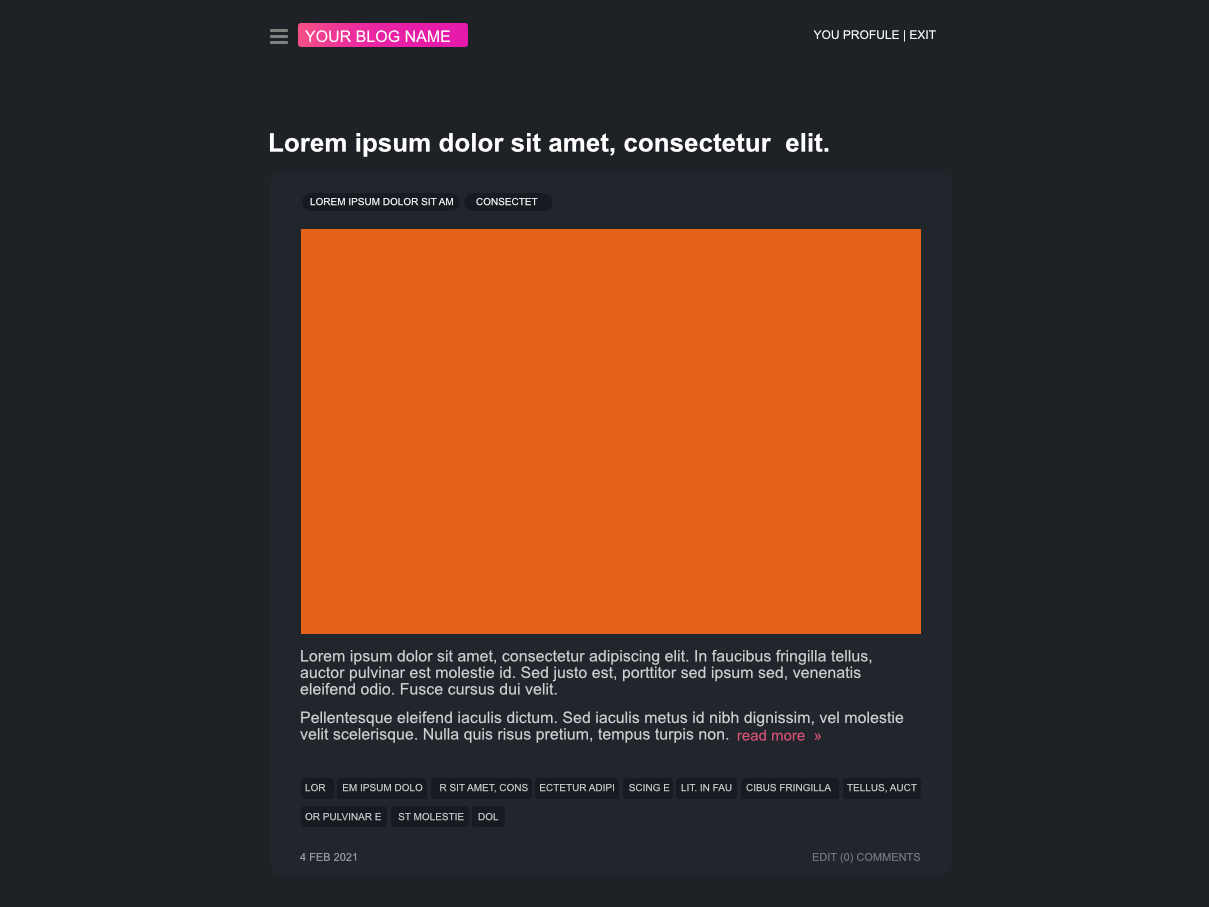 YOUR BLOG NAME
YOU PROFULE | EXIT
Lorem ipsum dolor sit amet, consectetur elit.
LOREM IPSUM DOLOR SIT AM
CONSECTET
Lorem ipsum dolor sit amet, consectetur adipiscing elit. In faucibus fringilla tellus,
auctor pulvinar est molestie id. Sed justo est, porttitor sed ipsum sed, venenatis
eleifend odio. Fusce cursus dui velit.
Pellentesque eleifend iaculis dictum. Sed iaculis metus id nibh dignissim, vel molestie
velit scelerisque. Nulla quis risus pretium, tempus turpis non. read more »
LOR EM IPSUM DOLO R SIT AMET, CONS ECTETUR ADIPI SCING E LIT. IN FAU CIBUS FRINGILLA TELLUS, AUCT
OR PULVINAR E ST MOLESTIE DOL
4 FEB 2021
EDIT (0) COMMENTS